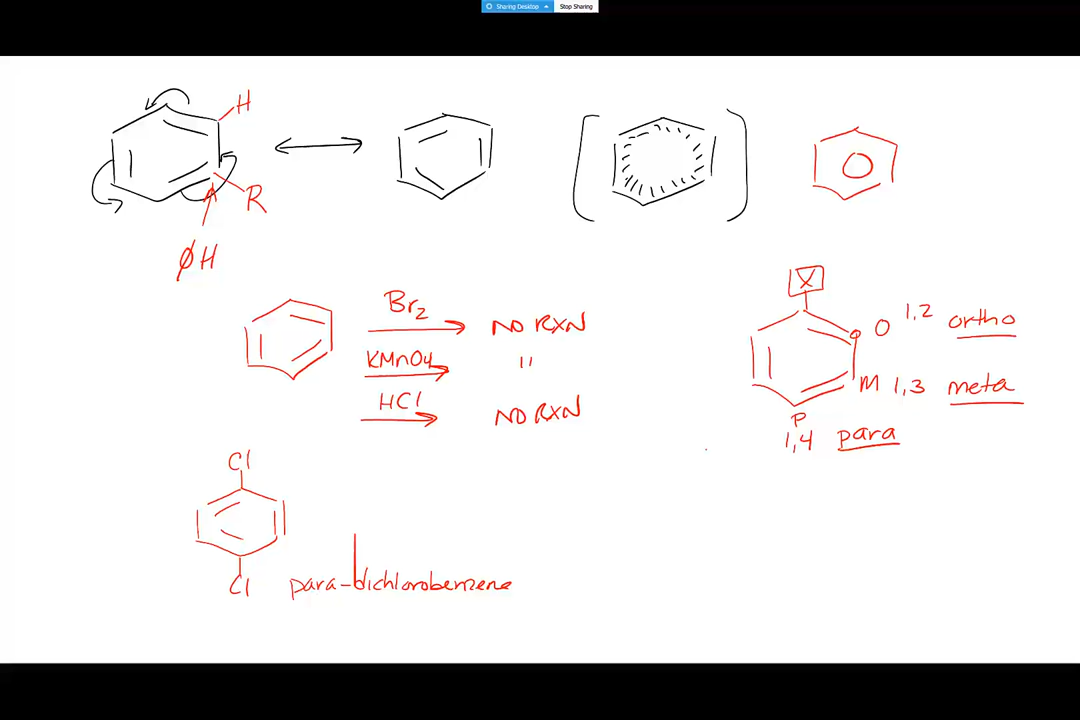 Sharing Desktop Stop Sharing
H
R
ØH
Br2
NO RXN
KMnO4
"
HCl
NO RXN
X
O 1,2 ortho
M 1,3 meta
P
1,4 para
Cl
Cl
para-dichlorobenzene